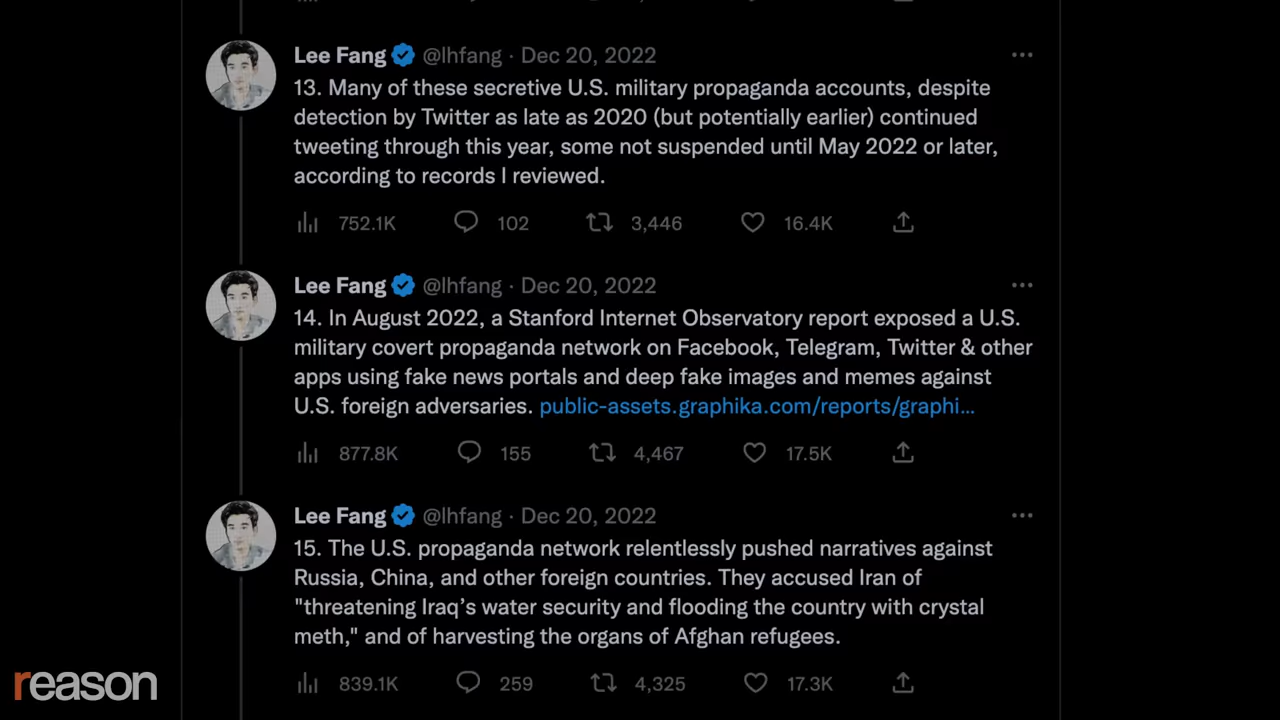 Lee Fang @lhfang · Dec 20, 2022
13. Many of these secretive U.S. military propaganda accounts, despite
detection by Twitter as late as 2020 (but potentially earlier) continued
tweeting through this year, some not suspended until May 2022 or later,
according to records I reviewed.
752.1K 102 3,446 16.4K
Lee Fang @lhfang · Dec 20, 2022
14. In August 2022, a Stanford Internet Observatory report exposed a U.S.
military covert propaganda network on Facebook, Telegram, Twitter & other
apps using fake news portals and deep fake images and memes against
U.S. foreign adversaries. public-assets.graphika.com/reports/graphi...
877.8K 155 4,467 17.5K
Lee Fang @lhfang · Dec 20, 2022
15. The U.S. propaganda network relentlessly pushed narratives against
Russia, China, and other foreign countries. They accused Iran of
"threatening Iraq's water security and flooding the country with crystal
meth," and of harvesting the organs of Afghan refugees.
839.1K 259 4,325 17.3K
reason